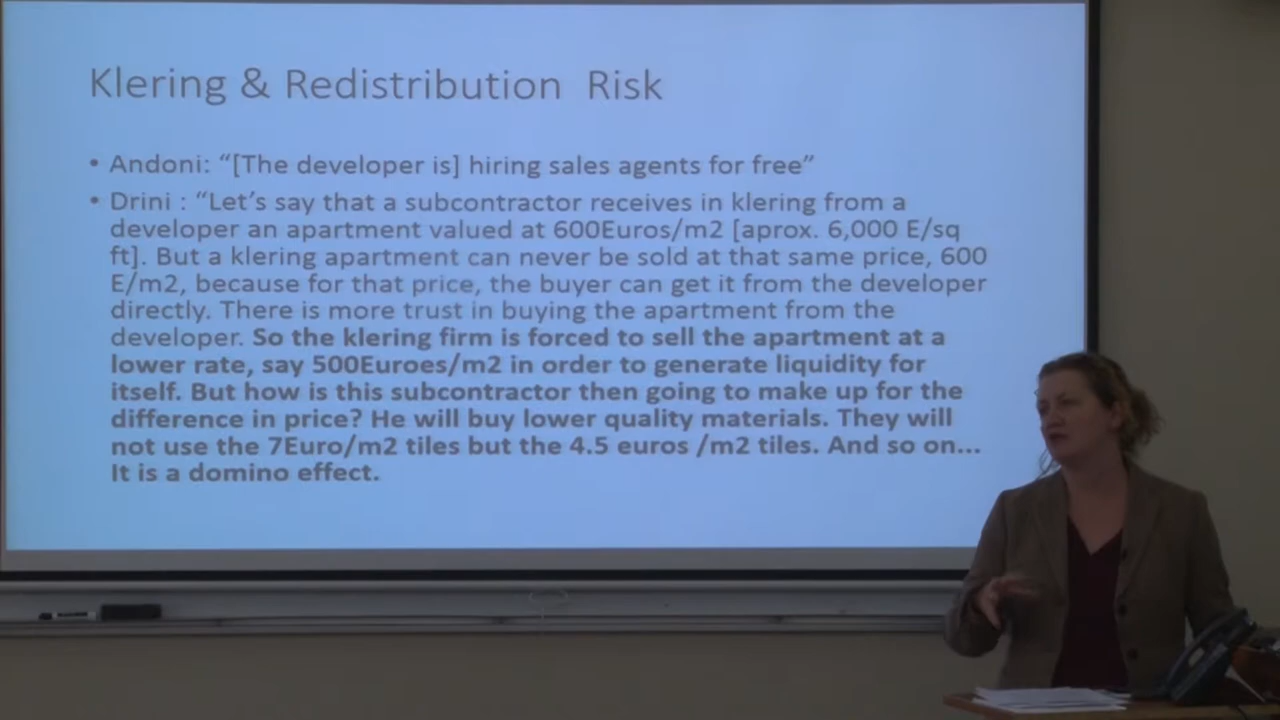 Klering & Redistribution Risk
• Andoni: “[The developer is] hiring sales agents for free”
• Drini : “Let’s say that a subcontractor receives in klering from a
developer an apartment valued at 600Euros/m2 [aprox. 6,000 E/sq
ft]. But a klering apartment can never be sold at that same price, 600
E/m2, because for that price, the buyer can get it from the developer
directly. There is more trust in buying the apartment from the
developer. So the klering firm is forced to sell the apartment at a
lower rate, say 500Euroes/m2 in order to generate liquidity for
itself. But how is this subcontractor then going to make up for the
difference in price? He will buy lower quality materials. They will
not use the 7Euro/m2 tiles but the 4.5 euros /m2 tiles. And so on...
It is a domino effect.